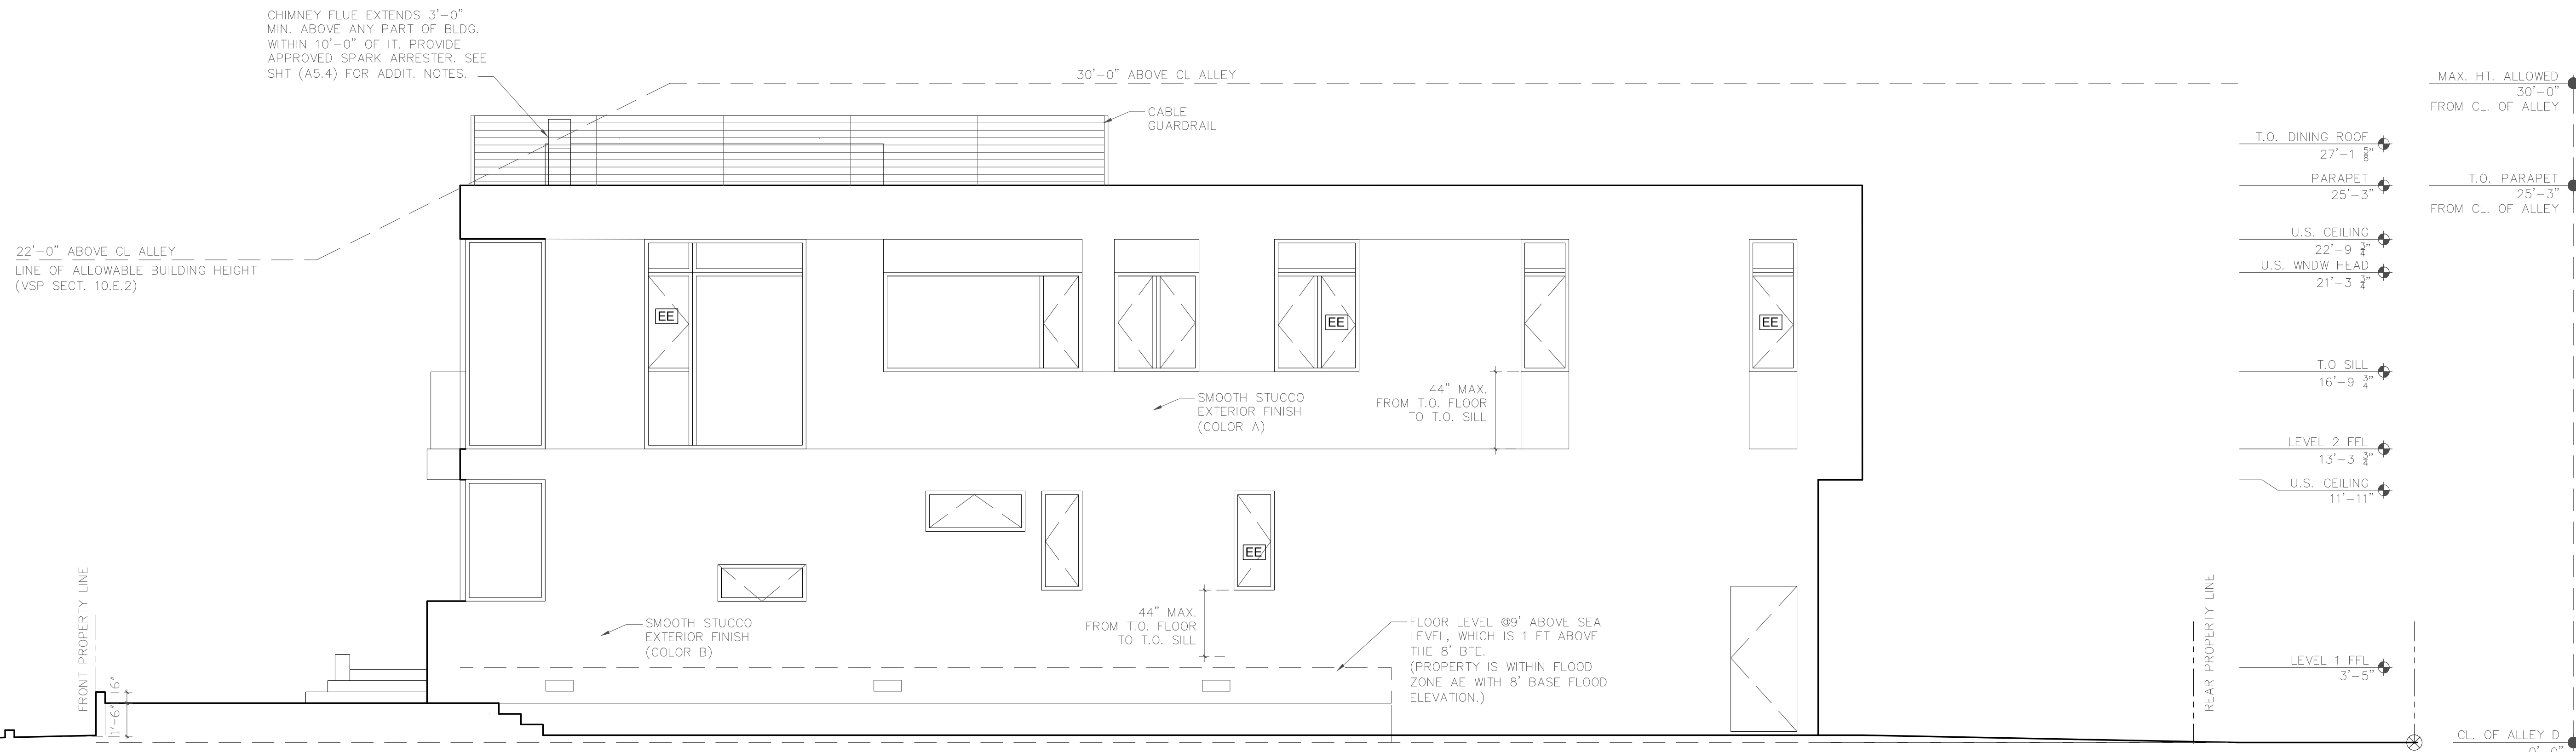 CHIMNEY FLUE EXTENDS 3'-0"
MIN. ABOVE ANY PART OF BLDG.
WITHIN 10'-0" OF IT. PROVIDE
APPROVED SPARK ARRESTER. SEE
SHT (A5.4) FOR ADDIT. NOTES.
30'-0" ABOVE CL ALLEY
CABLE
GUARDRAIL
22'-0" ABOVE CL ALLEY
LINE OF ALLOWABLE BUILDING HEIGHT
(VSP SECT. 10.E.2)
EE
EE
EE
44" MAX.
FROM T.O. FLOOR
TO T.O. SILL
SMOOTH STUCCO
EXTERIOR FINISH
(COLOR A)
EE
44" MAX.
FROM T.O. FLOOR
TO T.O. SILL
SMOOTH STUCCO
EXTERIOR FINISH
(COLOR B)
FLOOR LEVEL @9' ABOVE SEA
LEVEL, WHICH IS 1 FT ABOVE
THE 8' BFE.
(PROPERTY IS WITHIN FLOOD
ZONE AE WITH 8' BASE FLOOD
ELEVATION.)
FRONT PROPERTY LINE
6"
1'-6"
REAR PROPERTY LINE
T.O. DINING ROOF
27'-1 5/8"
PARAPET
25'-3"
U.S. CEILING
22'-9 3/4"
U.S. WNDW HEAD
21'-3 3/4"
T.O SILL
16'-9 3/4"
LEVEL 2 FFL
13'-3 3/4"
U.S. CEILING
11'-11"
LEVEL 1 FFL
3'-5"
MAX. HT. ALLOWED
30'-0"
FROM CL. OF ALLEY
T.O. PARAPET
25'-3"
FROM CL. OF ALLEY
CL. OF ALLEY D
0'-0"